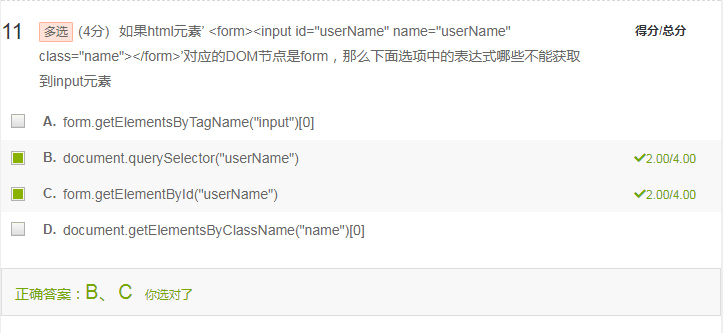 11 多选 (4分) 如果html元素’ <form><input id="userName" name="userName" 得分/总分
class="name"></form>’对应的DOM节点是form，那么下面选项中的表达式哪些不能获取
到input元素
A. form.getElementsByTagName("input")[0]
B. document.querySelector("userName") 2.00/4.00
C. form.getElementById("userName") 2.00/4.00
D. document.getElementsByClassName("name")[0]
正确答案：B、C 你选对了